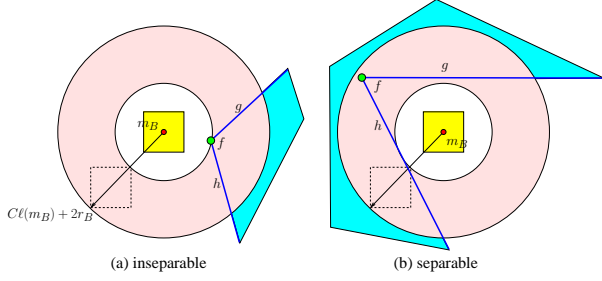 g
m_B
f
h
Cℓ(m_B) + 2r_B
(a) inseparable
g
f
h
m_B
(b) separable